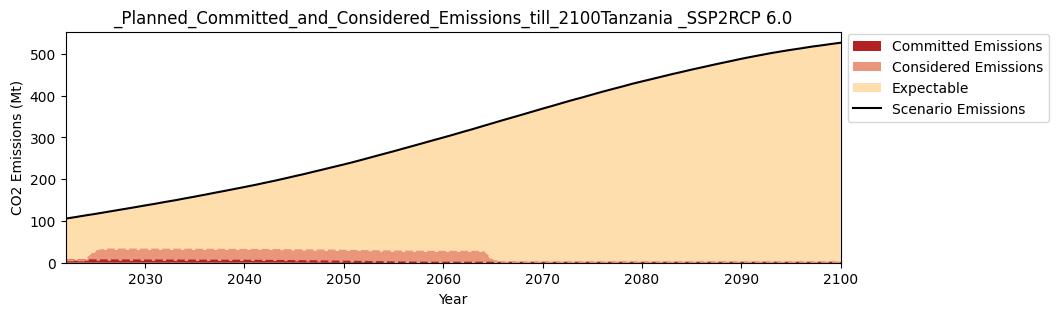 _Planned_Committed_and_Considered_Emissions_till_2100Tanzania _SSP2RCP 6.0
Committed Emissions
Considered Emissions
Expectable
Scenario Emissions
CO2 Emissions (Mt)
500
400
300
200
100
0
2030
2040
2050
2060
2070
2080
2090
2100
Year